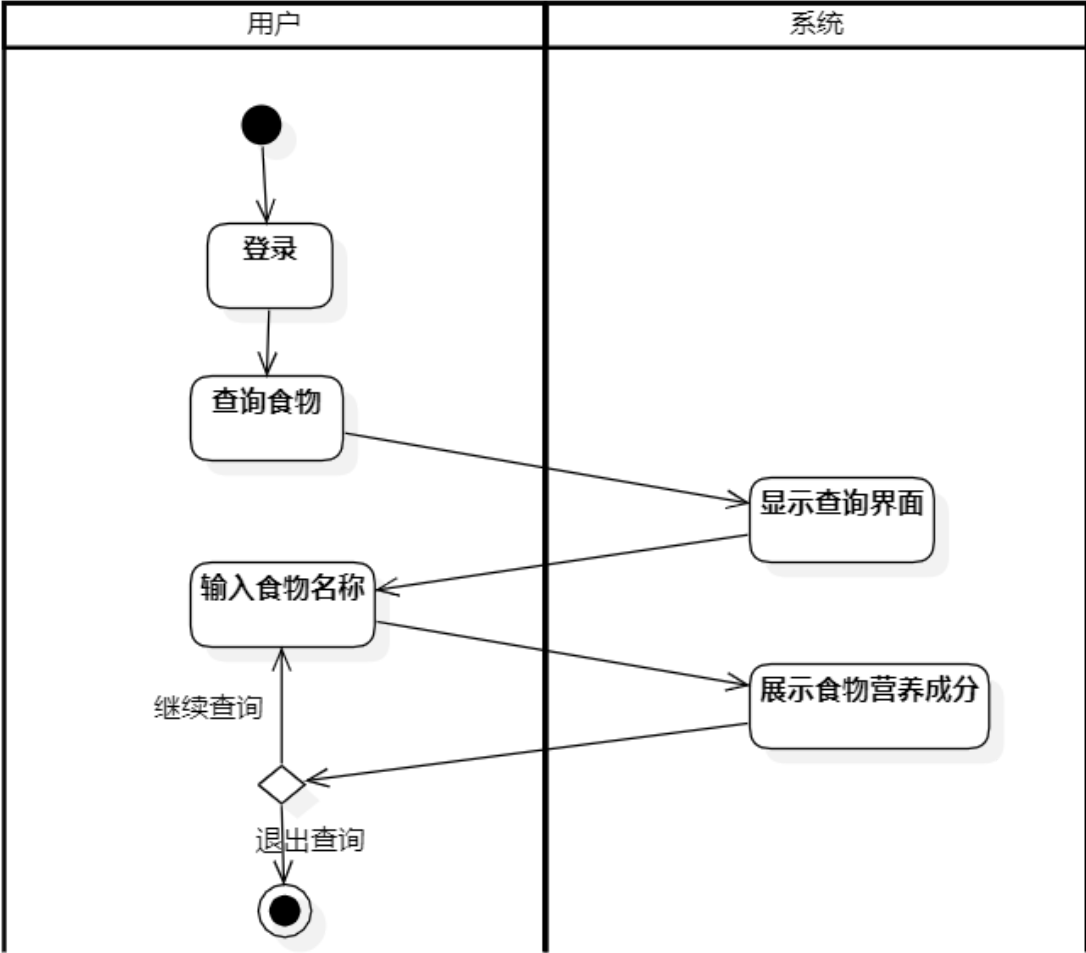 用户
系统
登录
查询食物
显示查询界面
输入食物名称
展示食物营养成分
继续查询
退出查询